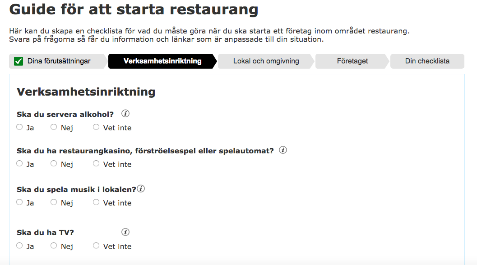 Guide för att starta restaurang
Här kan du skapa en checklista för vad du måste göra när du ska starta ett företag inom området restaurang.
Svara på frågorna så får du information och länkar som är anpassade till din situation.
Dina förutsättningar Verksamhetsinriktning Lokal och omgivning Företaget Din checklista
Verksamhetsinriktning
Ska du servera alkohol? i
Ja Nej Vet inte
Ska du ha restaurangkasino, förströelsespel eller spelautomat? i
Ja Nej Vet inte
Ska du spela musik i lokalen? i
Ja Nej Vet inte
Ska du ha TV? i
Ja Nej Vet inte